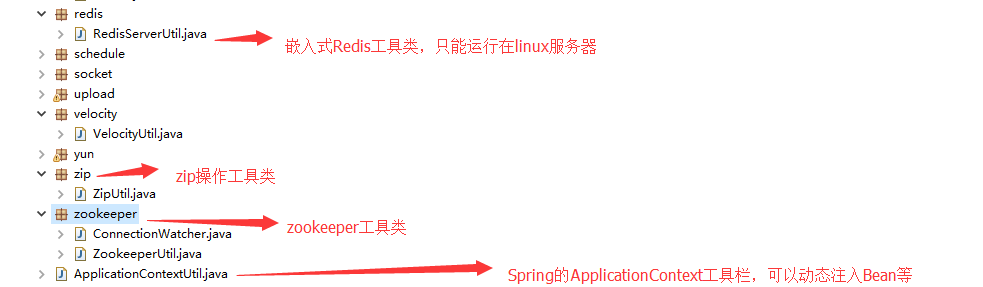 redis
RedisServerUtil.java
嵌入式Redis工具类，只能运行在linux服务器
schedule
socket
upload
velocity
VelocityUtil.java
yun
zip
zip操作工具类
ZipUtil.java
zookeeper
zookeeper工具类
ConnectionWatcher.java
ZookeeperUtil.java
ApplicationContextUtil.java
Spring的ApplicationContext工具栏，可以动态注入Bean等